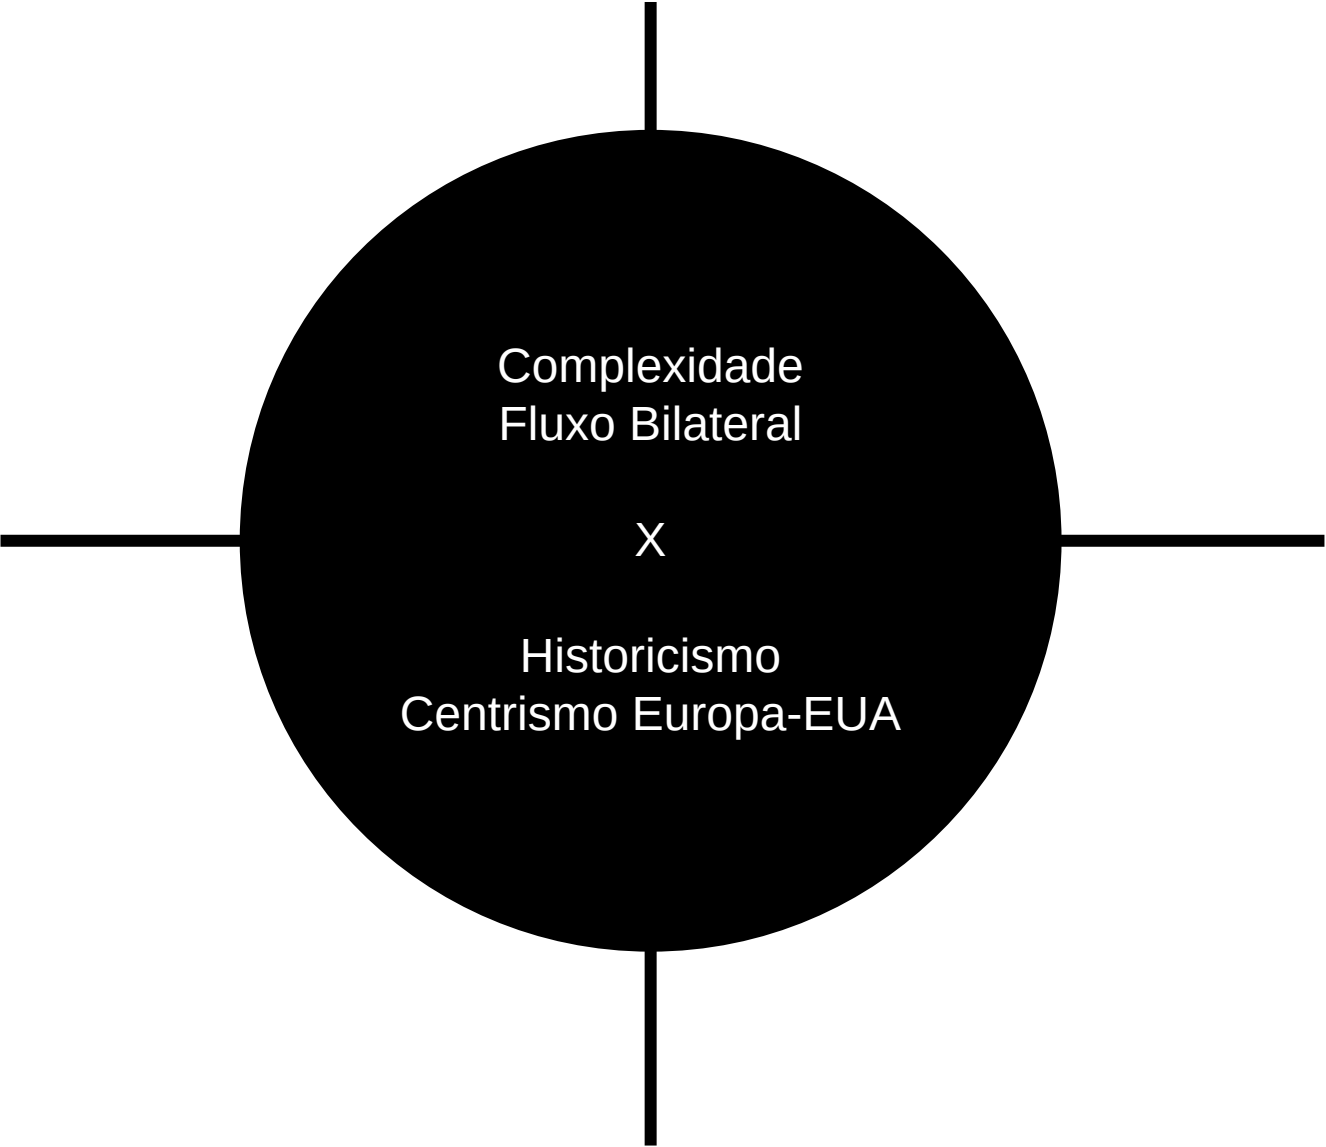 Complexidade
Fluxo Bilateral
X
Historicismo
Centrismo Europa-EUA